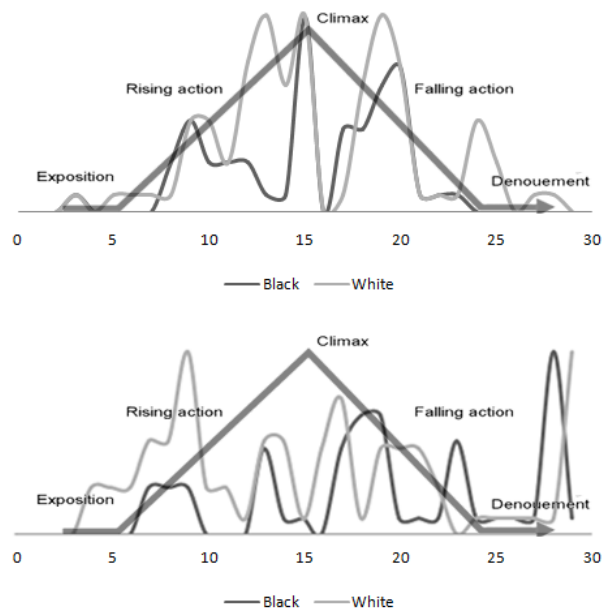 Climax
Rising action
Falling action
Exposition
Denouement
0 5 10 15 20 25 30
Black White
Climax
Rising action
Falling action
Exposition
Denouement
0 5 10 15 20 25 30
Black White